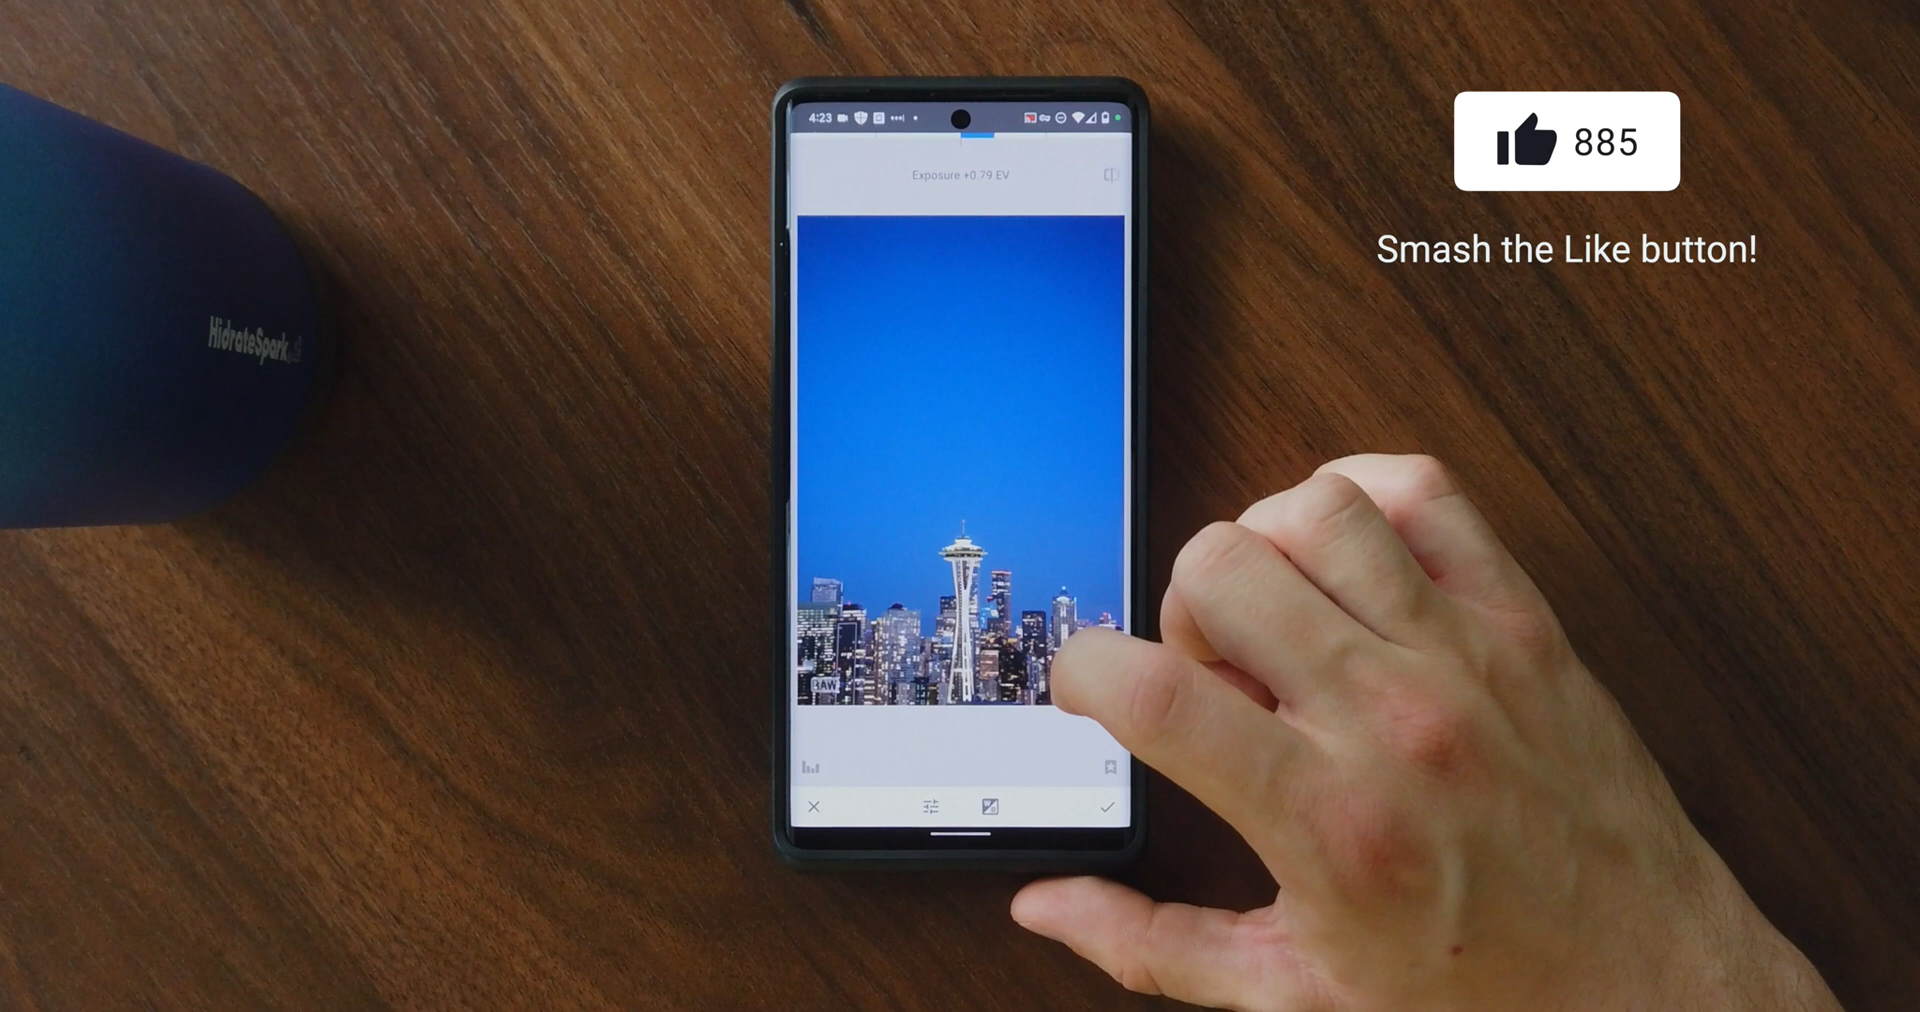 4:23
Exposure +0.79 EV
RAW
HidrateSpark
885
Smash the Like button!